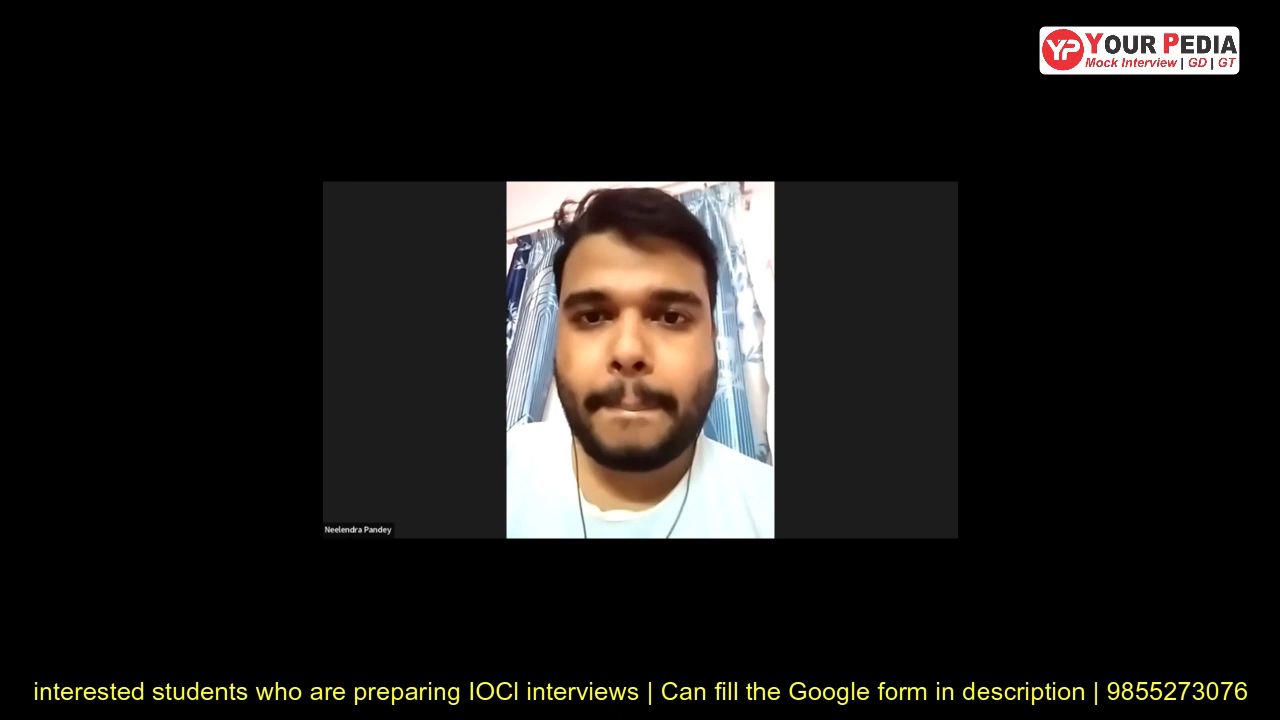 YP YOUR PEDIA
Mock Interview | GD | GT
Neelendra Pandey
interested students who are preparing IOCl interviews | Can fill the Google form in description | 9855273076